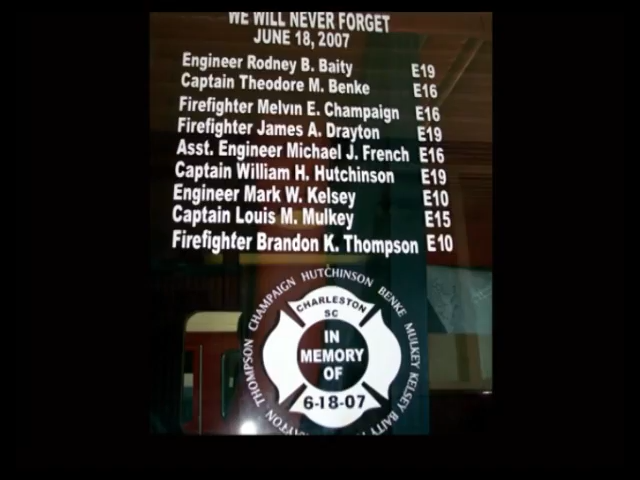 WE WILL NEVER FORGET
JUNE 18, 2007
Engineer Rodney B. Baity E19
Captain Theodore M. Benke E16
Firefighter Melvin E. Champaign E16
Firefighter James A. Drayton E19
Asst. Engineer Michael J. French E16
Captain William H. Hutchinson E19
Engineer Mark W. Kelsey E10
Captain Louis M. Mulkey E15
Firefighter Brandon K. Thompson E10
THOMPSON CHAMPAIGN HUTCHINSON BENKE MULKEY KELSEY BAITY
CHARLESTON
SC
IN
MEMORY
OF
6-18-07